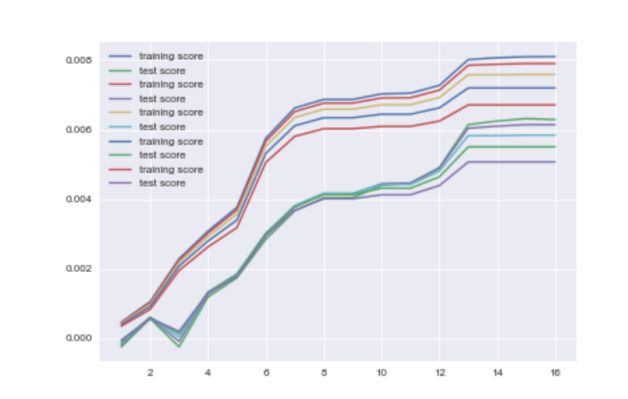 0.008
0.006
0.004
0.002
0.000
training score
test score
training score
test score
training score
test score
training score
test score
training score
test score
2 4 6 8 10 12 14 16